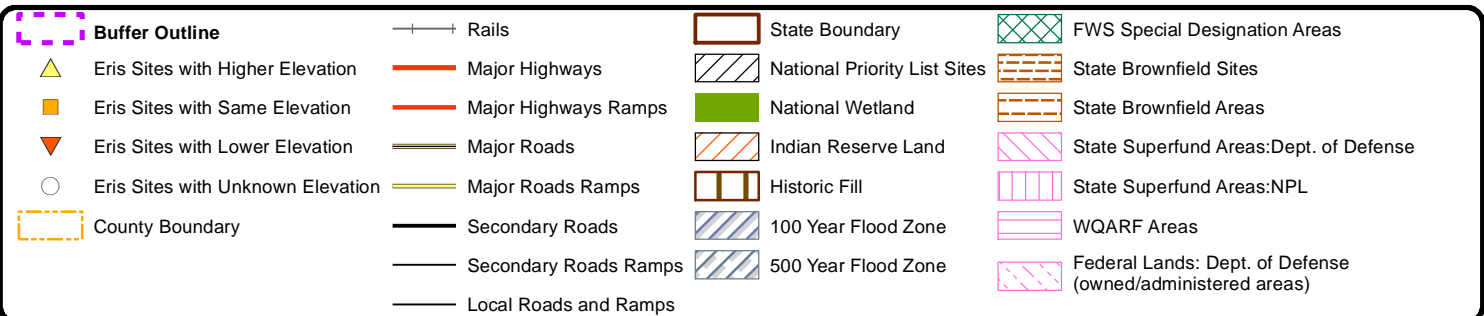 Buffer Outline
Eris Sites with Higher Elevation
Eris Sites with Same Elevation
Eris Sites with Lower Elevation
Eris Sites with Unknown Elevation
County Boundary
Rails
Major Highways
Major Highways Ramps
Major Roads
Major Roads Ramps
Secondary Roads
Secondary Roads Ramps
Local Roads and Ramps
State Boundary
National Priority List Sites
National Wetland
Indian Reserve Land
Historic Fill
100 Year Flood Zone
500 Year Flood Zone
FWS Special Designation Areas
State Brownfield Sites
State Brownfield Areas
State Superfund Areas:Dept. of Defense
State Superfund Areas:NPL
WQARF Areas
Federal Lands: Dept. of Defense
(owned/administered areas)